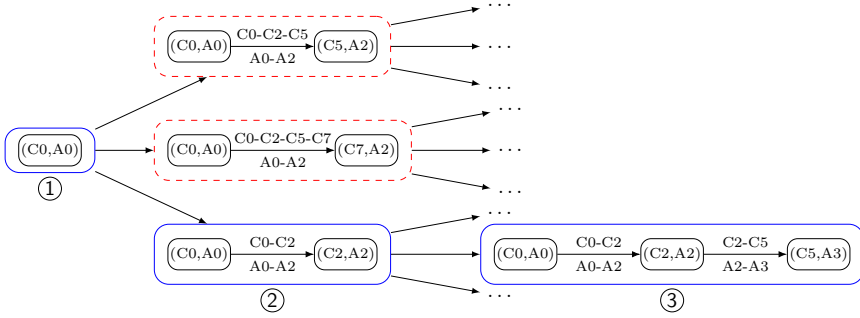 C0-C2-C5
(C0,A0) (C5,A2)
A0-A2
...
...
...
C0-C2-C5-C7
(C0,A0) (C7,A2)
A0-A2
...
...
...
(C0,A0)
1
C0-C2
(C0,A0) (C2,A2)
A0-A2
2
...
...
C0-C2 C2-C5
(C0,A0) (C2,A2) (C5,A3)
A0-A2 A2-A3
3